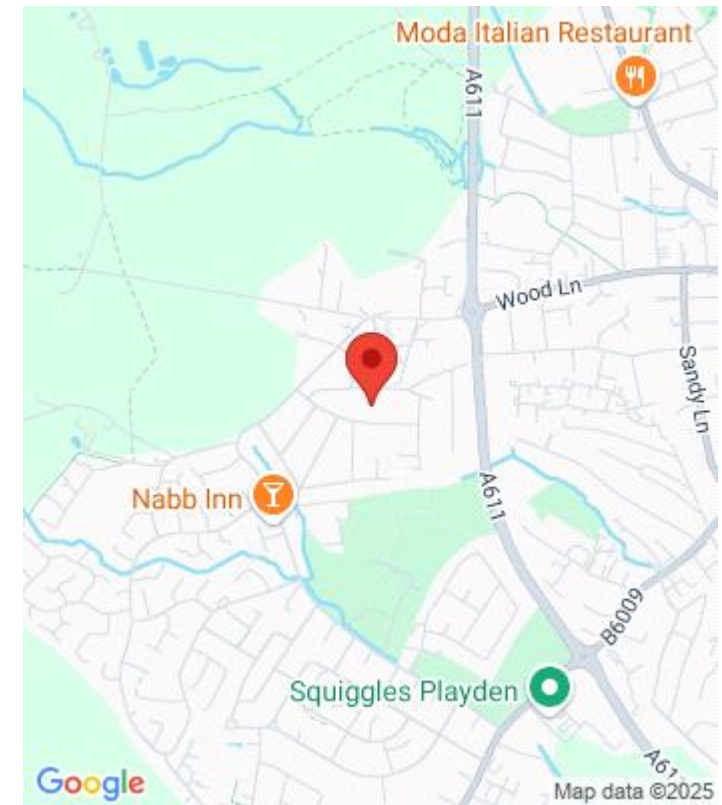 Moda Italian Restaurant
A611
Wood Ln
Sandy Ln
Nabb Inn
A611
B6009
Squiggles Playden
A61
Google
Map data ©2025